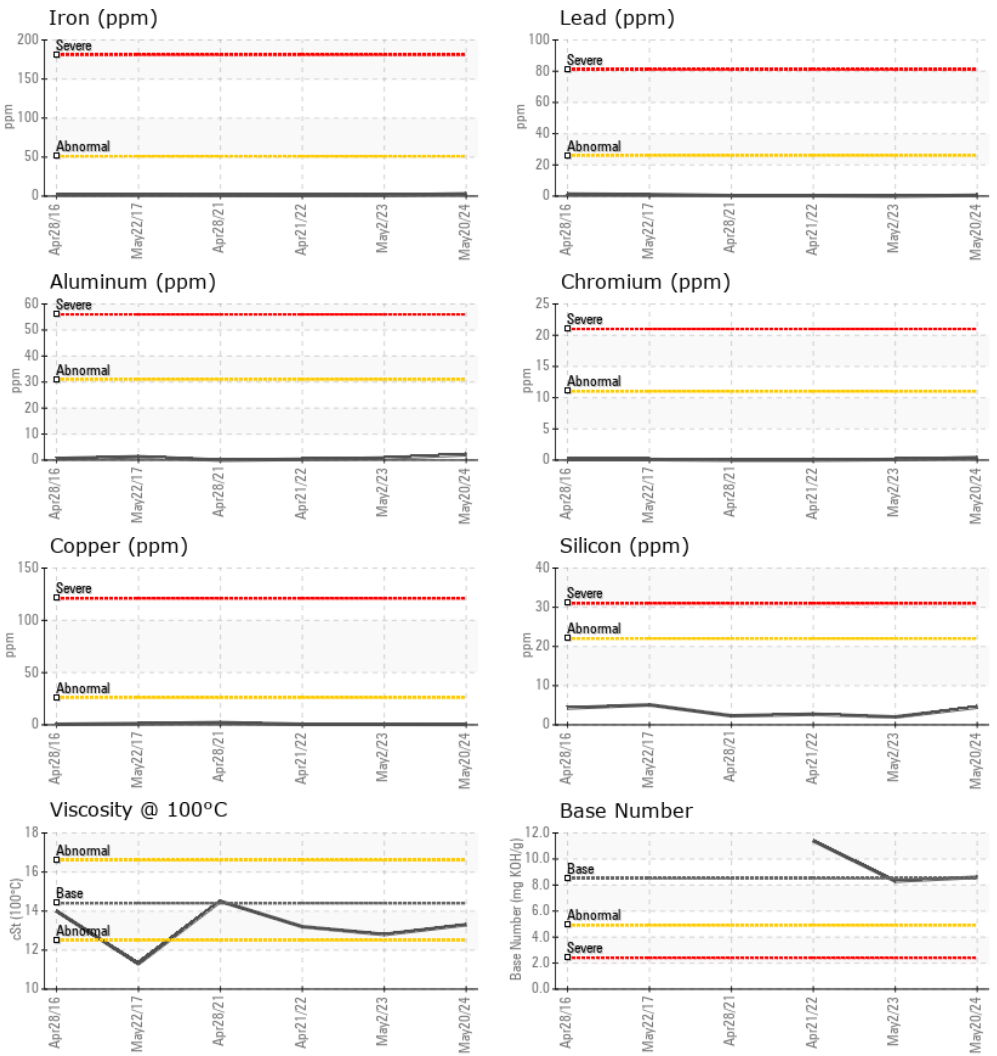 Iron (ppm)
200
150
100
50
0
ppm
Severe
Abnormal
Apr28/16
May22/17
Apr28/21
Apr21/22
May2/23
May20/24
Lead (ppm)
100
80
60
40
20
0
ppm
Severe
Abnormal
Apr28/16
May22/17
Apr28/21
Apr21/22
May2/23
May20/24
Aluminum (ppm)
60
50
40
30
20
10
0
ppm
Severe
Abnormal
Apr28/16
May22/17
Apr28/21
Apr21/22
May2/23
May20/24
Chromium (ppm)
25
20
15
10
5
0
ppm
Severe
Abnormal
Apr28/16
May22/17
Apr28/21
Apr21/22
May2/23
May20/24
Copper (ppm)
150
100
50
0
ppm
Severe
Abnormal
Apr28/16
May22/17
Apr28/21
Apr21/22
May2/23
May20/24
Silicon (ppm)
40
30
20
10
0
ppm
Severe
Abnormal
Apr28/16
May22/17
Apr28/21
Apr21/22
May2/23
May20/24
Viscosity @ 100°C
18
16
14
12
10
cSt (100°C)
Abnormal
Base
Abnormal
Apr28/16
May22/17
Apr28/21
Apr21/22
May2/23
May20/24
Base Number
12.0
10.0
8.0
6.0
4.0
2.0
0.0
Base Number (mg KOH/g)
Base
Abnormal
Severe
Apr28/16
May22/17
Apr28/21
Apr21/22
May2/23
May20/24